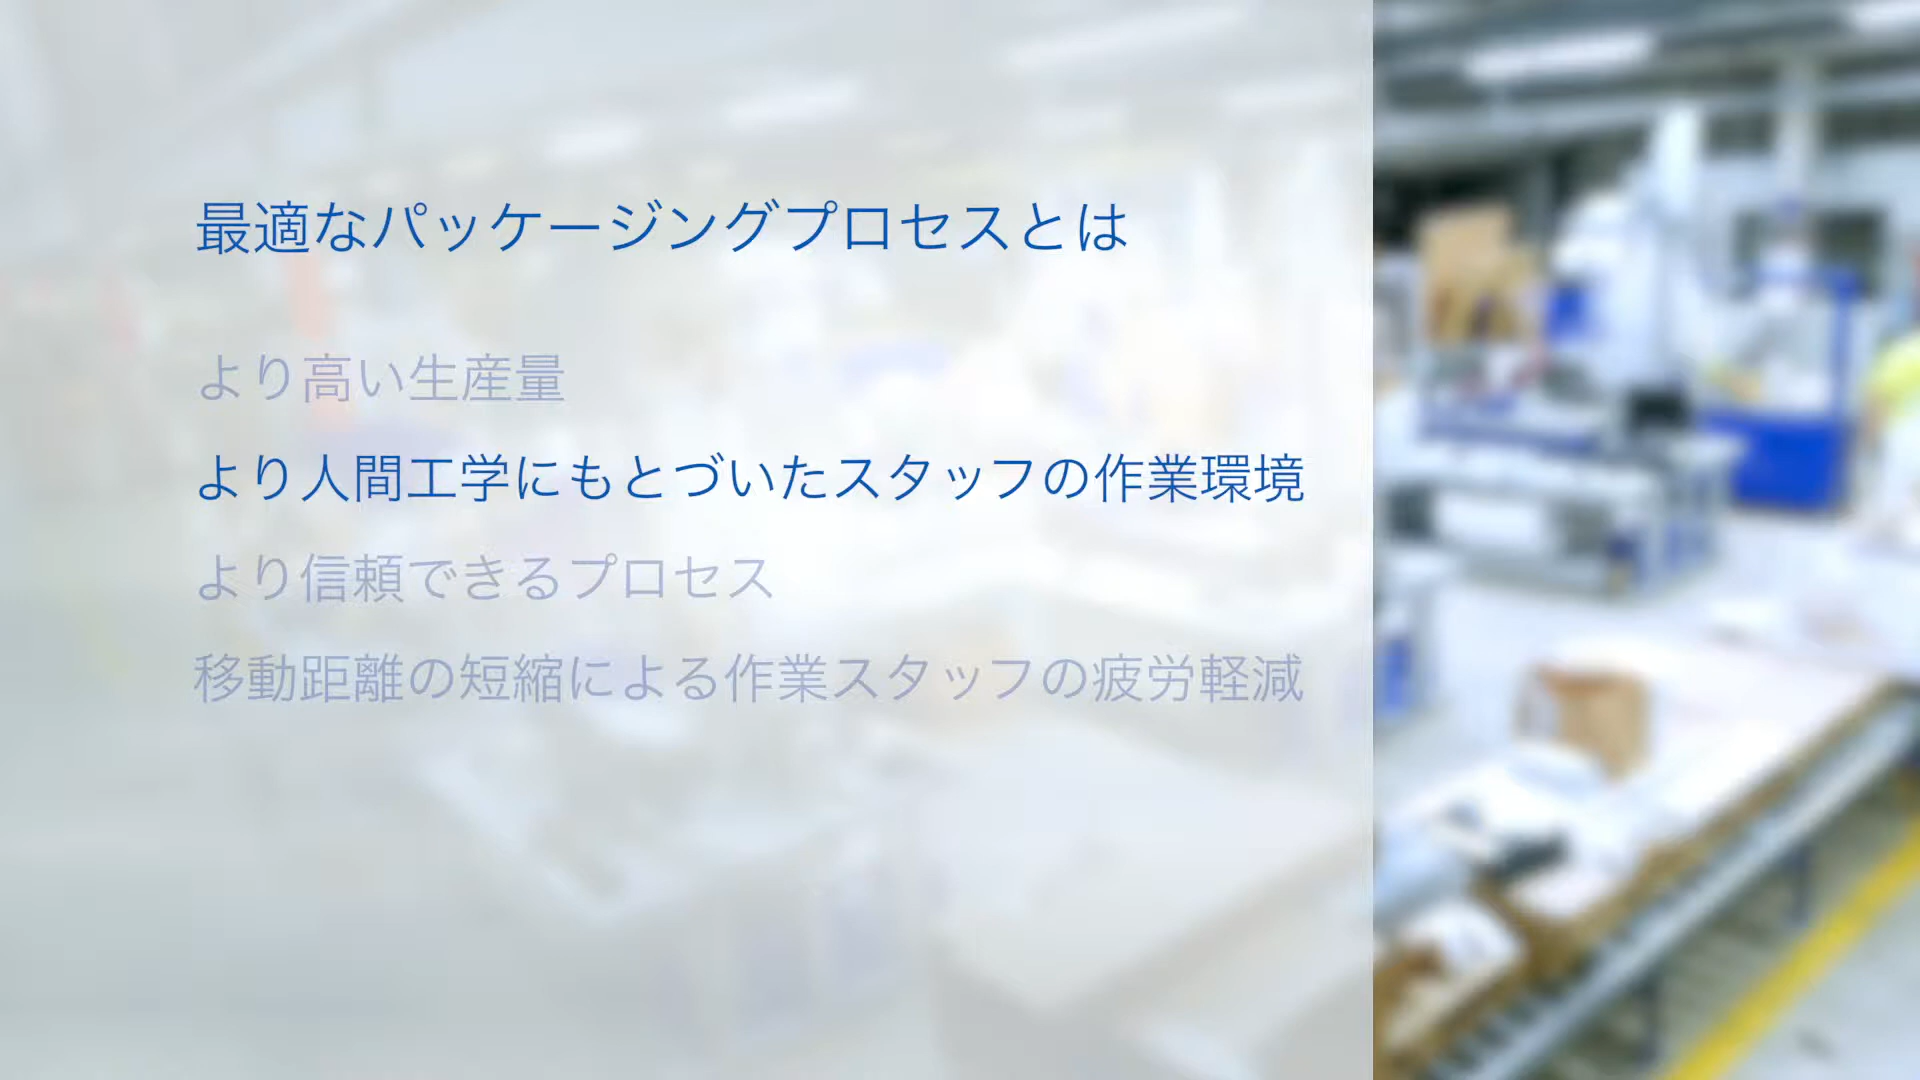 最適なパッケージングプロセスとは
より高い生産量
より人間工学にもとづいたスタッフの作業環境
より信頼できるプロセス
移動距離の短縮による作業スタッフの疲労軽減